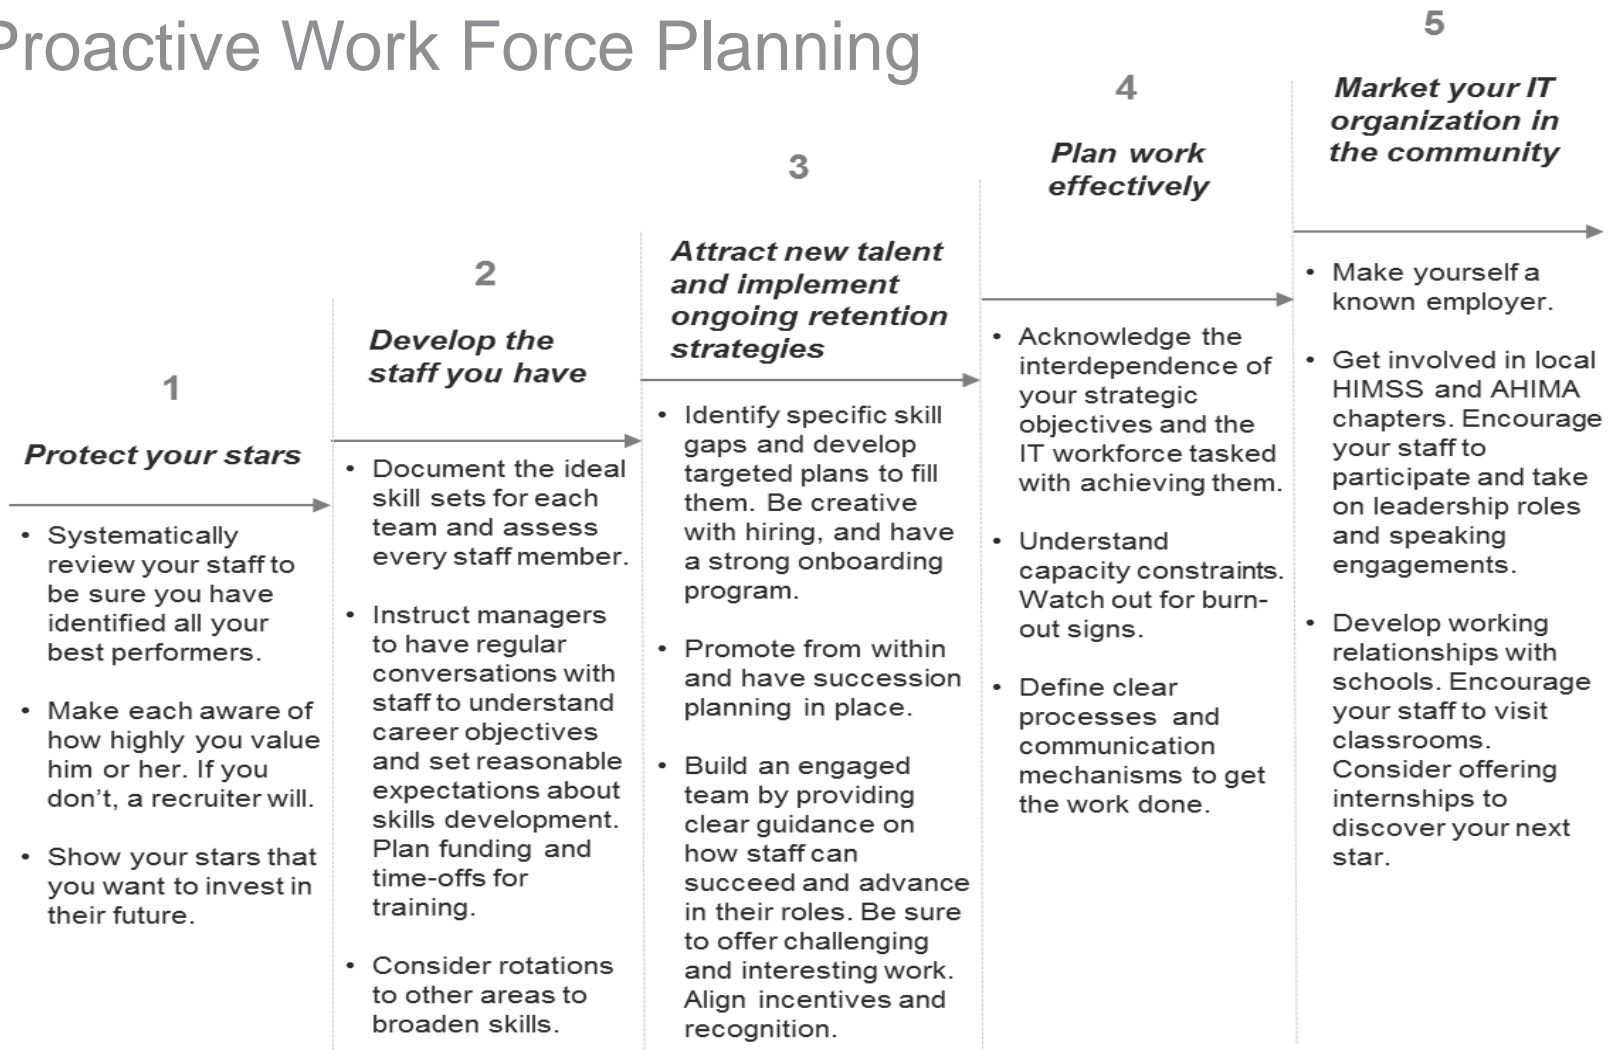 Proactive Work Force Planning
1
Protect your stars
• Systematically
review your staff to
be sure you have
identified all your
best performers.
• Make each aware of
how highly you value
him or her. If you
don’t, a recruiter will.
• Show your stars that
you want to invest in
their future.
2
Develop the
staff you have
• Document the ideal
skill sets for each
team and assess
every staff member.
• Instruct managers
to have regular
conversations with
staff to understand
career objectives
and set reasonable
expectations about
skills development.
Plan funding and
time-offs for
training.
• Consider rotations
to other areas to
broaden skills.
3
Attract new talent
and implement
ongoing retention
strategies
• Identify specific skill
gaps and develop
targeted plans to fill
them. Be creative
with hiring, and have
a strong onboarding
program.
• Promote from within
and have succession
planning in place.
• Build an engaged
team by providing
clear guidance on
how staff can
succeed and advance
in their roles. Be sure
to offer challenging
and interesting work.
Align incentives and
recognition.
4
Plan work
effectively
• Acknowledge the
interdependence of
your strategic
objectives and the
IT workforce tasked
with achieving them.
• Understand
capacity constraints.
Watch out for burn-
out signs.
• Define clear
processes and
communication
mechanisms to get
the work done.
5
Market your IT
organization in
the community
• Make yourself a
known employer.
• Get involved in local
HIMSS and AHIMA
chapters. Encourage
your staff to
participate and take
on leadership roles
and speaking
engagements.
• Develop working
relationships with
schools. Encourage
your staff to visit
classrooms.
Consider offering
internships to
discover your next
star.